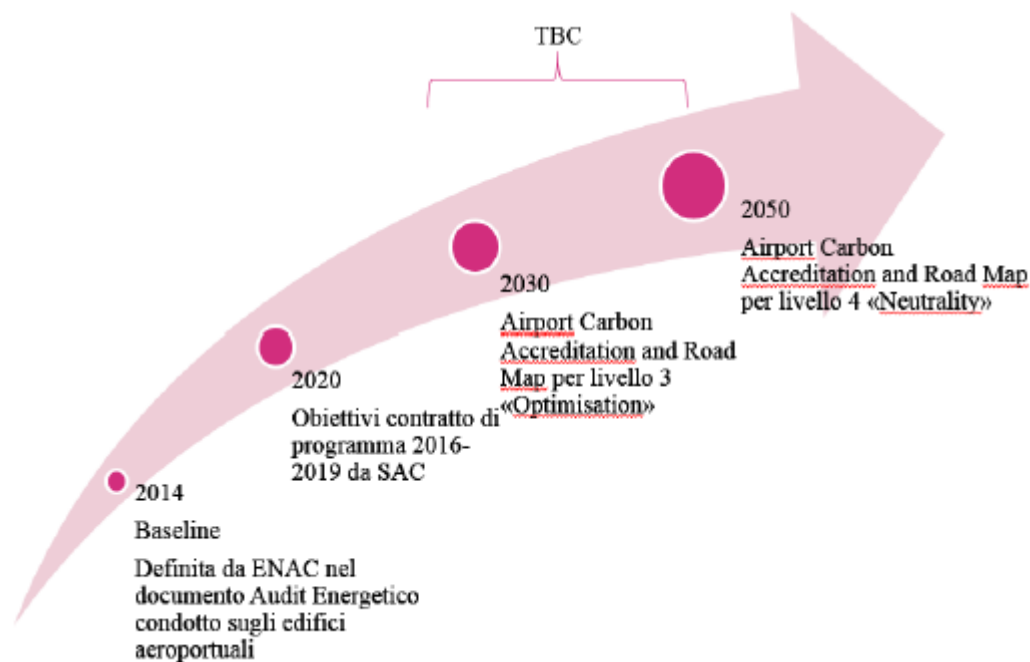 TBC
2014
Baseline
Definita da ENAC nel
documento Audit Energetico
condotto sugli edifici
aeroportuali
2020
Obiettivi contratto di
programma 2016-
2019 da SAC
2030
Airport Carbon
Accreditation and Road
Map per livello 3
«Optimisation»
2050
Airport Carbon
Accreditation and Road Map
per livello 4 «Neutrality»